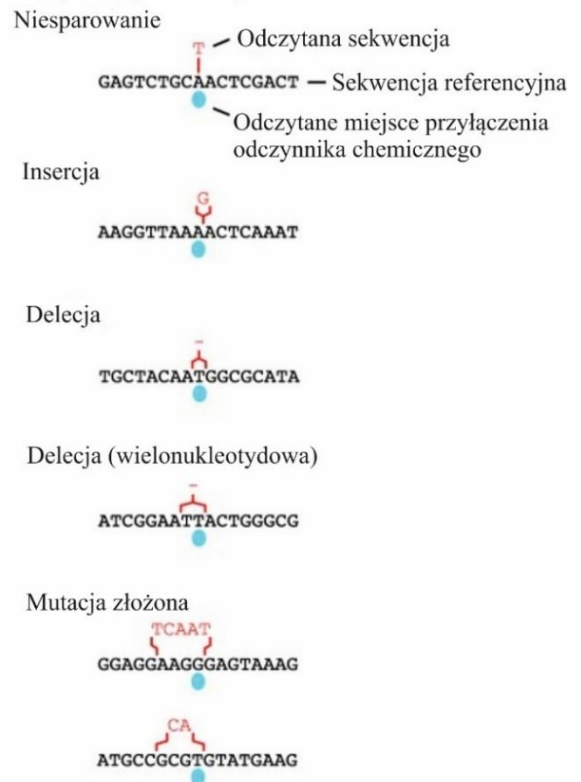 Niesparowanie
T — Odczytana sekwencja
GAGTCTGCAACTCGACT — Sekwencja referencyjna
Odczytane miejsce przyłączenia
odczynnika chemicznego
Insercja
G
AAGGTTAAAACTCAAAT
Delecja
-
TGCTACAATGGCGCATA
Delecja (wielonukleotydowa)
-
ATCGGAATTACTGGGCG
Mutacja złożona
TCAAT
GGAGGAAGGGGAGTAAAG
CA
ATGCCGCGTGTATGAAG